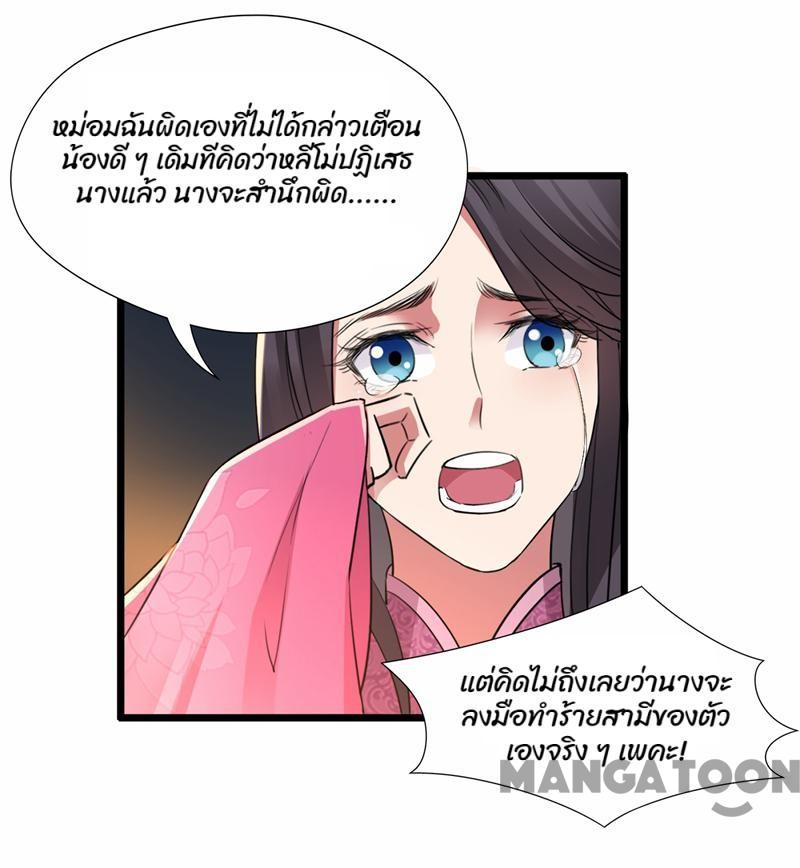 หม่อมฉันผิดเองที่ไม่ได้กล่าวเตือน
น้องดี ๆ เดิมทีคิดว่าหลีโม่ปฏิเสธ
นางแล้ว นางจะสำนึกผิด......
แต่คิดไม่ถึงเลยว่านางจะ
ลงมือทำร้ายสามีของตัว
เองจริง ๆ เพคะ!
MANGATOON